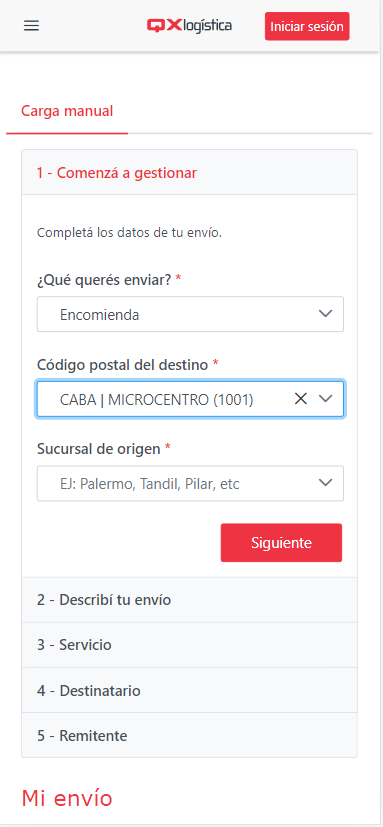 QXlogística
Iniciar sesión
Carga manual
1 - Comenzá a gestionar
Completá los datos de tu envío.
¿Qué querés enviar? *
Encomienda
Código postal del destino *
CABA | MICROCENTRO (1001)
Sucursal de origen *
EJ: Palermo, Tandil, Pilar, etc
Siguiente
2 - Describí tu envío
3 - Servicio
4 - Destinatario
5 - Remitente
Mi envío